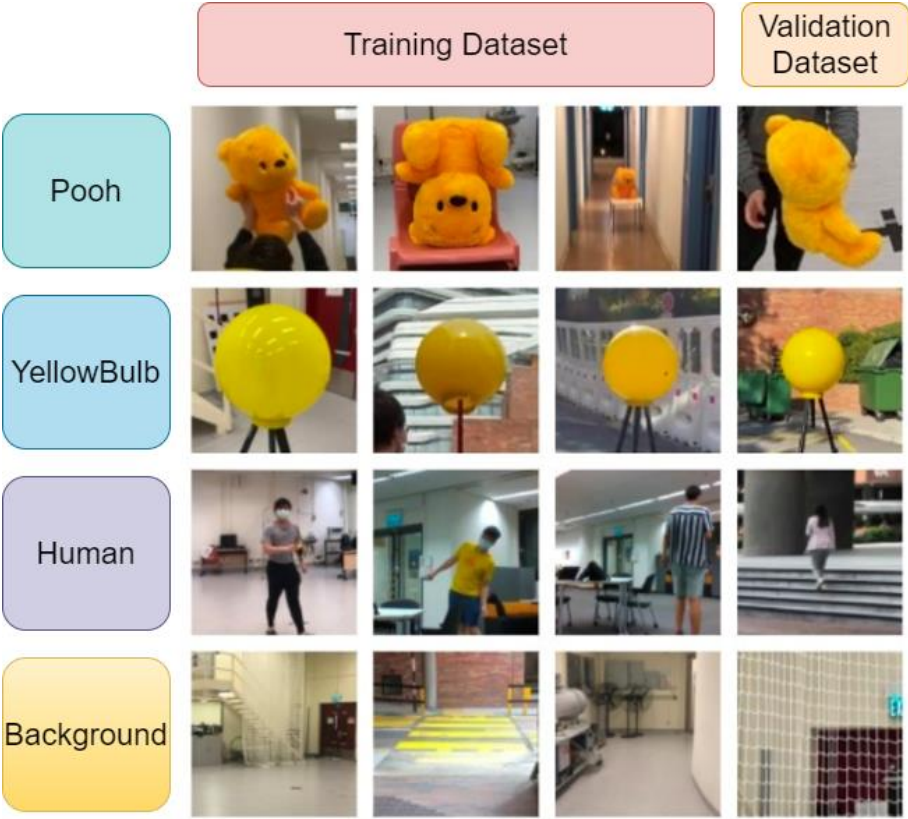 Training Dataset
Validation
Dataset
Pooh
YellowBulb
Human
Background